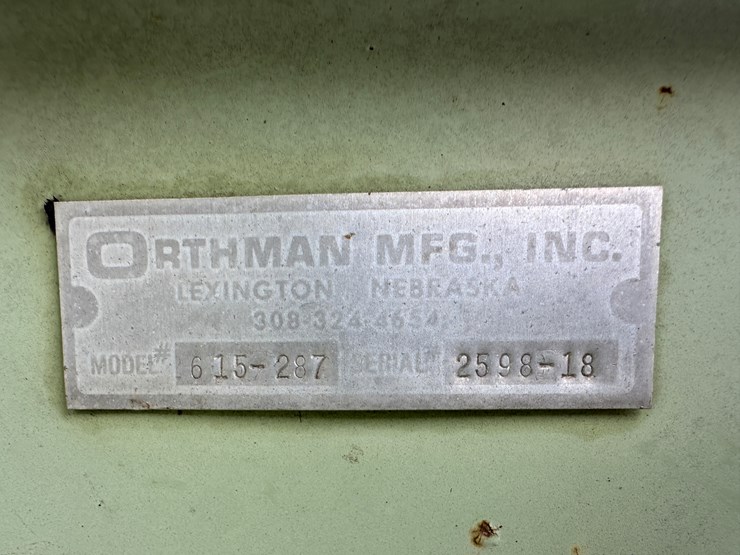 ORTHMAN MFG., INC.
LEXINGTON NEBRASKA
308-324-4654
MODEL# 615-287 SERIAL# 2598-18